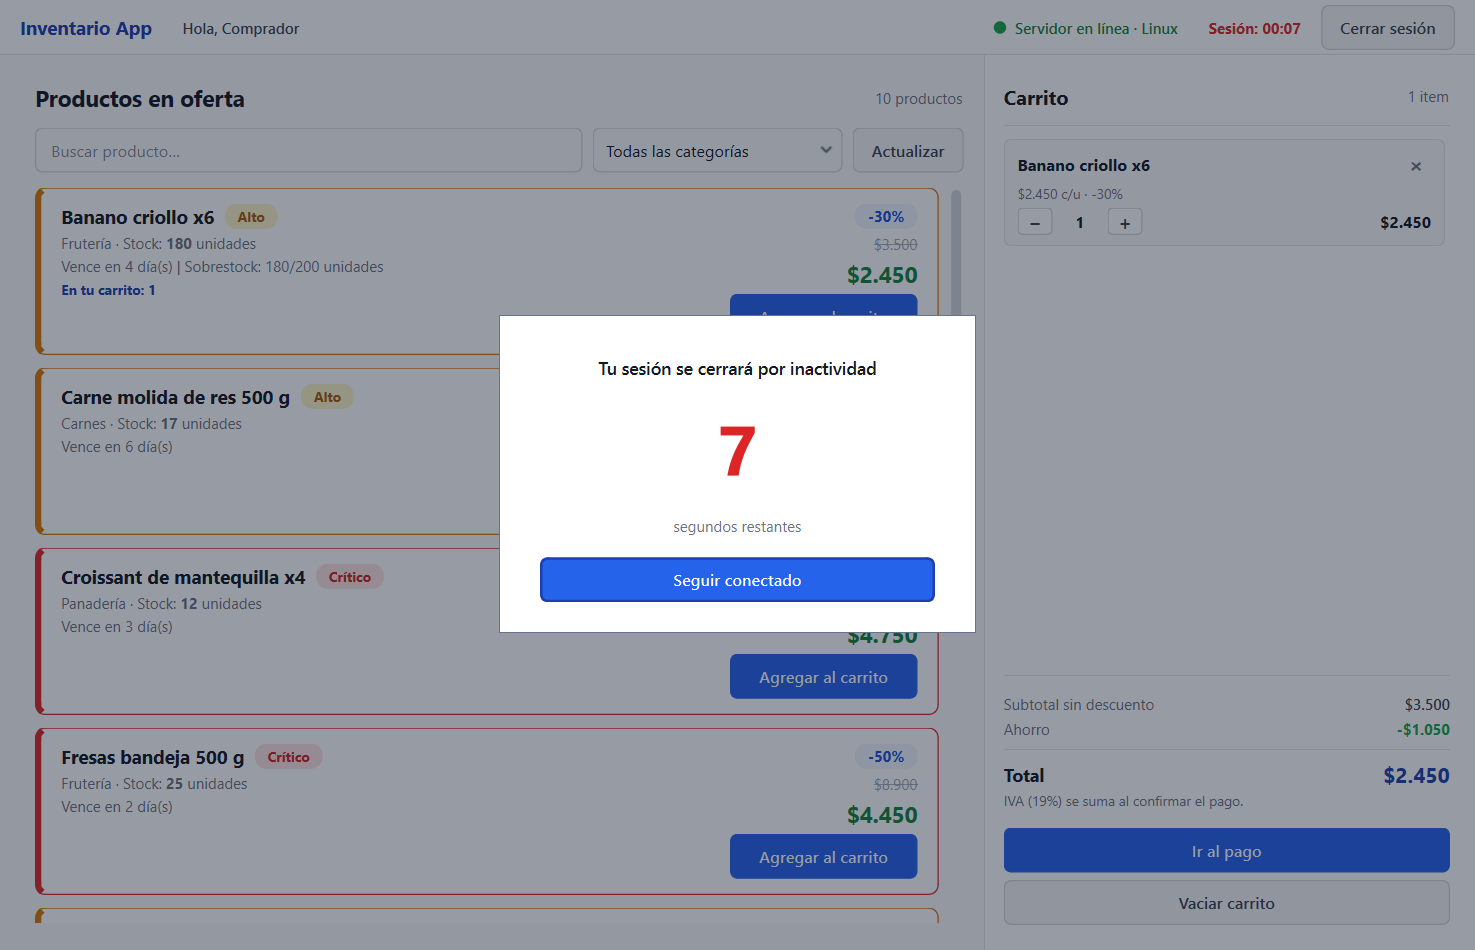 Inventario App
Hola, Comprador
Servidor en línea · Linux
Sesión: 00:07
Cerrar sesión
Productos en oferta
10 productos
Buscar producto...
Todas las categorías
Actualizar
Banano criollo x6
Alto
-30%
Frutería · Stock: 180 unidades
$3.500
Vence en 4 día(s) | Sobrestock: 180/200 unidades
$2.450
En tu carrito: 1
Carne molida de res 500 g
Alto
Carnes · Stock: 17 unidades
Vence en 6 día(s)
Croissant de mantequilla x4
Crítico
Panadería · Stock: 12 unidades
Vence en 3 día(s)
$4.750
Agregar al carrito
Fresas bandeja 500 g
Crítico
-50%
Frutería · Stock: 25 unidades
$8.900
Vence en 2 día(s)
$4.450
Agregar al carrito
Tu sesión se cerrará por inactividad
7
segundos restantes
Seguir conectado
Carrito
1 item
Banano criollo x6
×
$2.450 c/u · -30%
− 1 +
$2.450
Subtotal sin descuento
$3.500
Ahorro
-$1.050
Total
$2.450
IVA (19%) se suma al confirmar el pago.
Ir al pago
Vaciar carrito